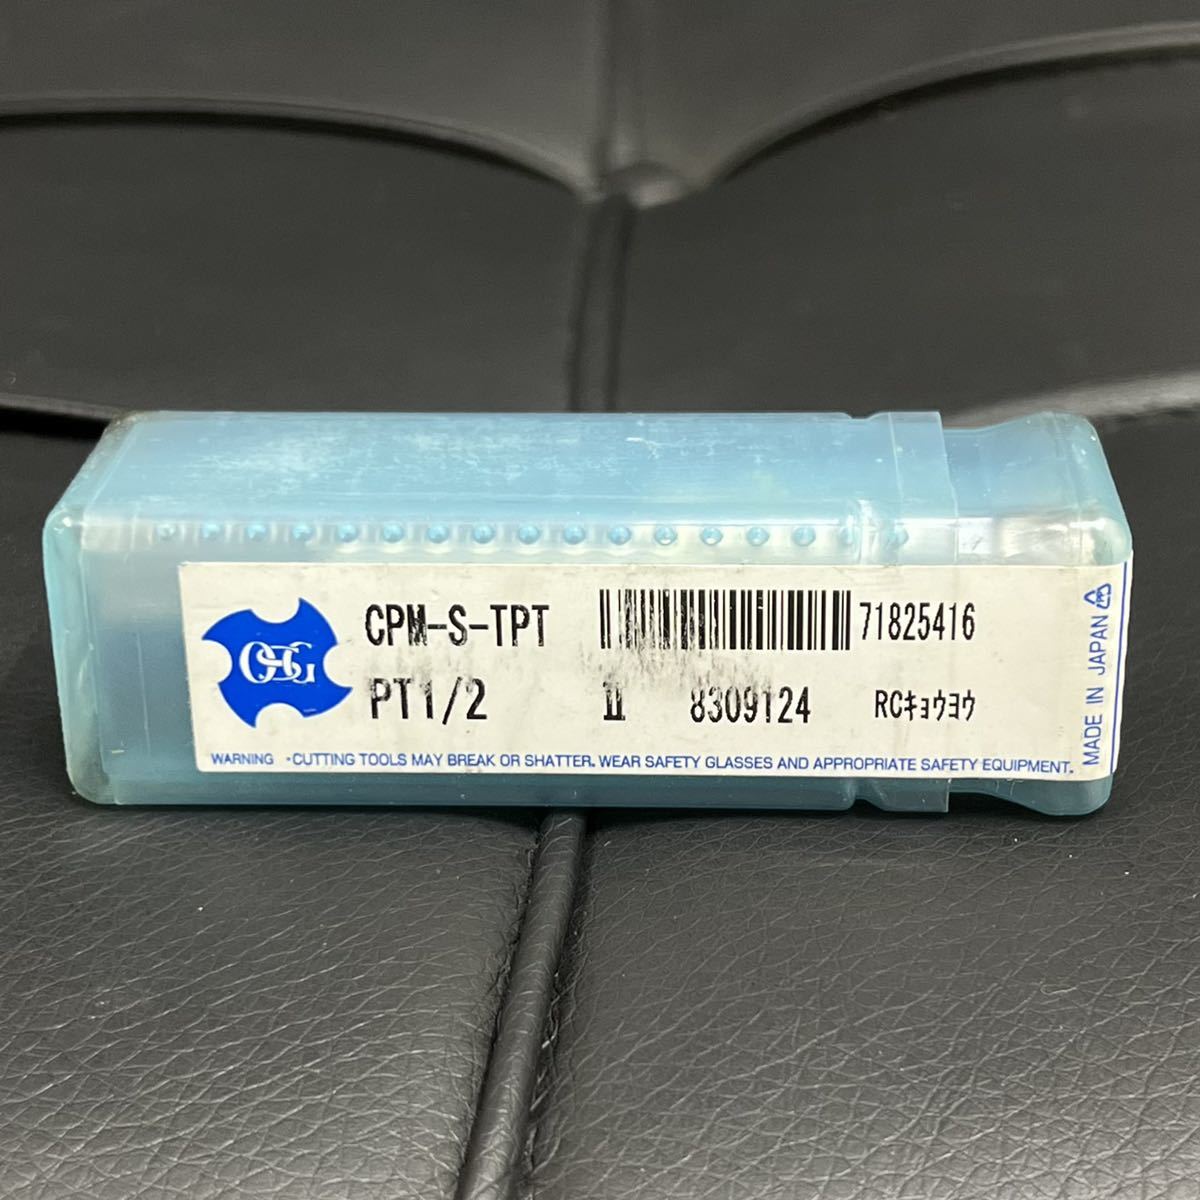 OSG
CPM-S-TPT
71825416
PT1/2 II 8309124 RCｷｮｳﾖｳ
WARNING •CUTTING TOOLS MAY BREAK OR SHATTER. WEAR SAFETY GLASSES AND APPROPRIATE SAFETY EQUIPMENT.
MADE IN JAPAN